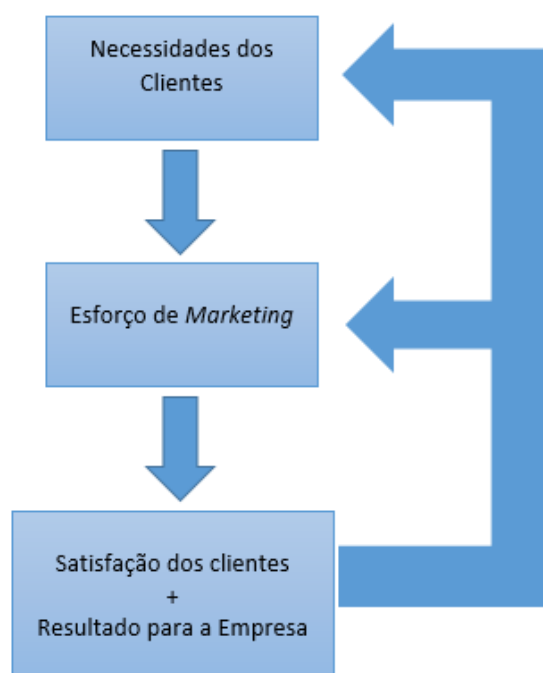 Necessidades dos
Clientes
Esforço de Marketing
Satisfação dos clientes
+
Resultado para a Empresa